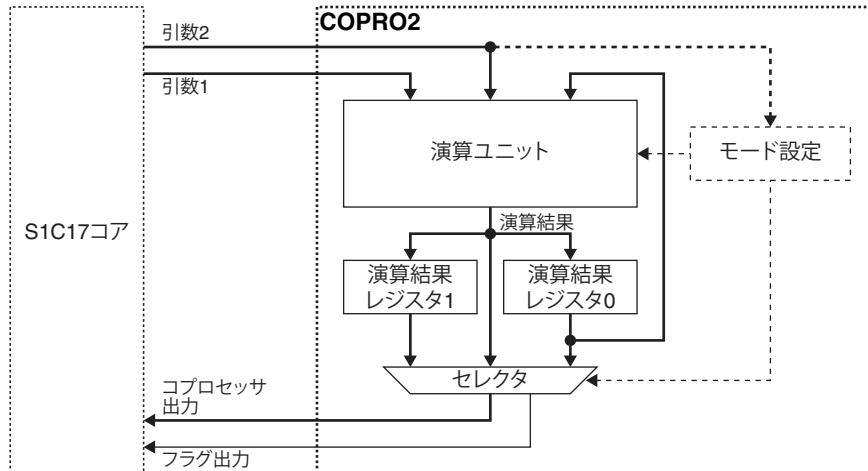 COPRO2
引数2
引数1
演算ユニット
モード設定
S1C17コア
演算結果
演算結果
レジスタ1
演算結果
レジスタ0
セレクタ
コプロセッサ
出力
フラグ出力